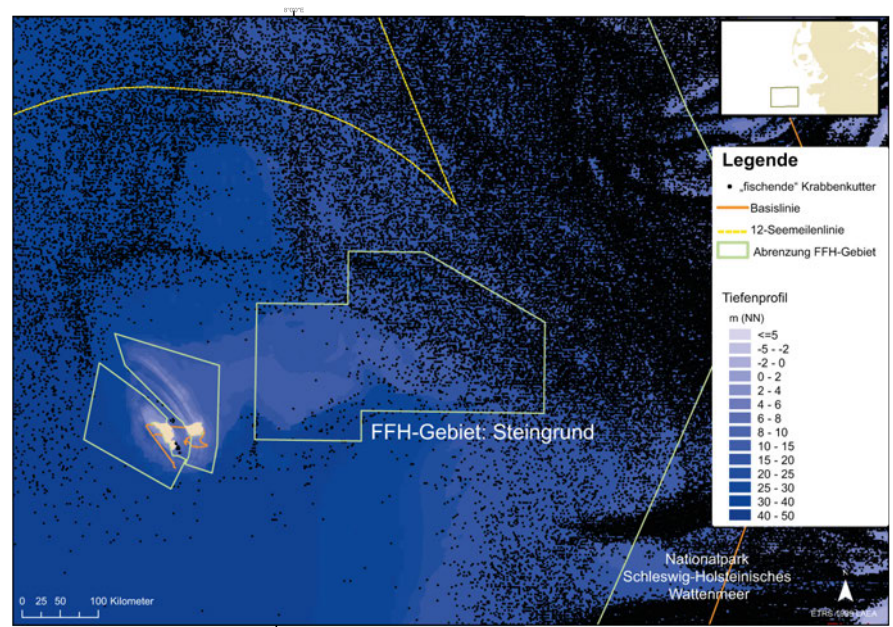 Legende
„fischende“ Krabbenkutter
Basislinie
12-Seemeilenlinie
Abrenzung FFH-Gebiet
Tiefenprofil
m (NN)
<=5
-5 - -2
-2 - 0
0 - 2
2 - 4
4 - 6
6 - 8
8 - 10
10 - 15
15 - 20
20 - 25
25 - 30
30 - 40
40 - 50
FFH-Gebiet: Steingrund
Nationalpark
Schleswig-Holsteinisches
Wattenmeer
0 25 50 100 Kilometer
N